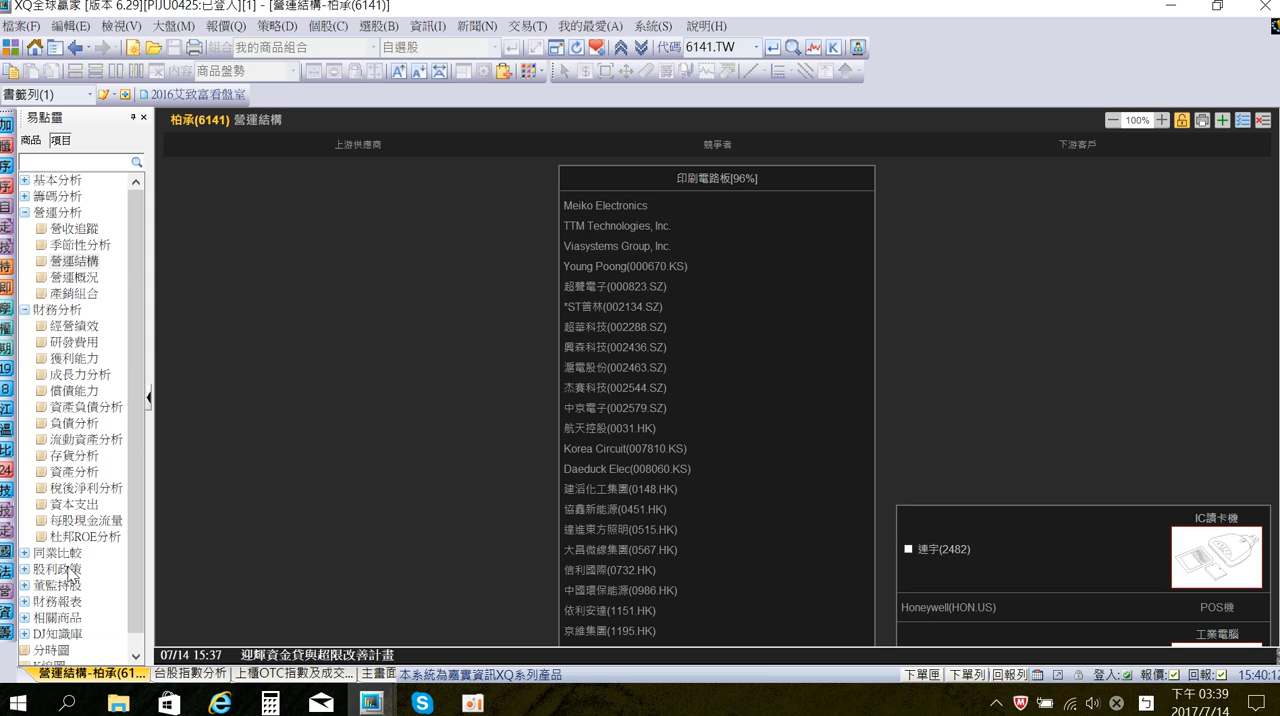 XQ全球贏家 [版本 6.29][PIJU0425:已登入][1] - [營運結構-柏承(6141)]
檔案(F) 編輯(E) 檢視(V) 大盤(M) 報價(Q) 策略(D) 個股(C) 選股(B) 資訊(I) 新聞(N) 交易(T) 我的最愛(A) 系統(S) 說明(H)
組合 我的商品組合 自選股 代碼 6141.TW
內容 商品盤勢
書籤列(1) 2016艾致富看盤室
易點靈
商品 項目
柏承(6141) 營運結構
100%
上游供應商 競爭者 下游客戶
基本分析
籌碼分析
營運分析
營收追蹤
季節性分析
營運結構
營運概況
產銷組合
財務分析
經營績效
研發費用
獲利能力
成長力分析
償債能力
資產負債分析
負債分析
流動資產分析
存貨分析
資產分析
稅後淨利分析
資本支出
每股現金流量
杜邦ROE分析
同業比較
股利政策
董監持股
財務報表
相關商品
DJ知識庫
分時圖
K線圖
印刷電路板[96%]
Meiko Electronics
TTM Technologies, Inc.
Viasystems Group, Inc.
Young Poong(000670.KS)
超聲電子(000823.SZ)
*ST普林(002134.SZ)
超華科技(002288.SZ)
興森科技(002436.SZ)
滬電股份(002463.SZ)
杰賽科技(002544.SZ)
中京電子(002579.SZ)
航天控股(0031.HK)
Korea Circuit(007810.KS)
Daeduck Elec(008060.KS)
建滔化工集團(0148.HK)
協鑫新能源(0451.HK)
達進東方照明(0515.HK)
大昌微線集團(0567.HK)
信利國際(0732.HK)
中國環保能源(0986.HK)
依利安達(1151.HK)
京維集團(1195.HK)
IC讀卡機
連宇(2482)
Honeywell(HON.US) POS機
工業電腦
07/14 15:37 迎輝資金貸與超限改善計畫
營運結構-柏承(61... 台股指數分析 上櫃OTC指數及成交... 主畫面 本系統為嘉實資訊XQ系列產品 下單匣 下單列 回報列 登入: 報價: 回報: 15:40:12
下午 03:39
2017/7/14